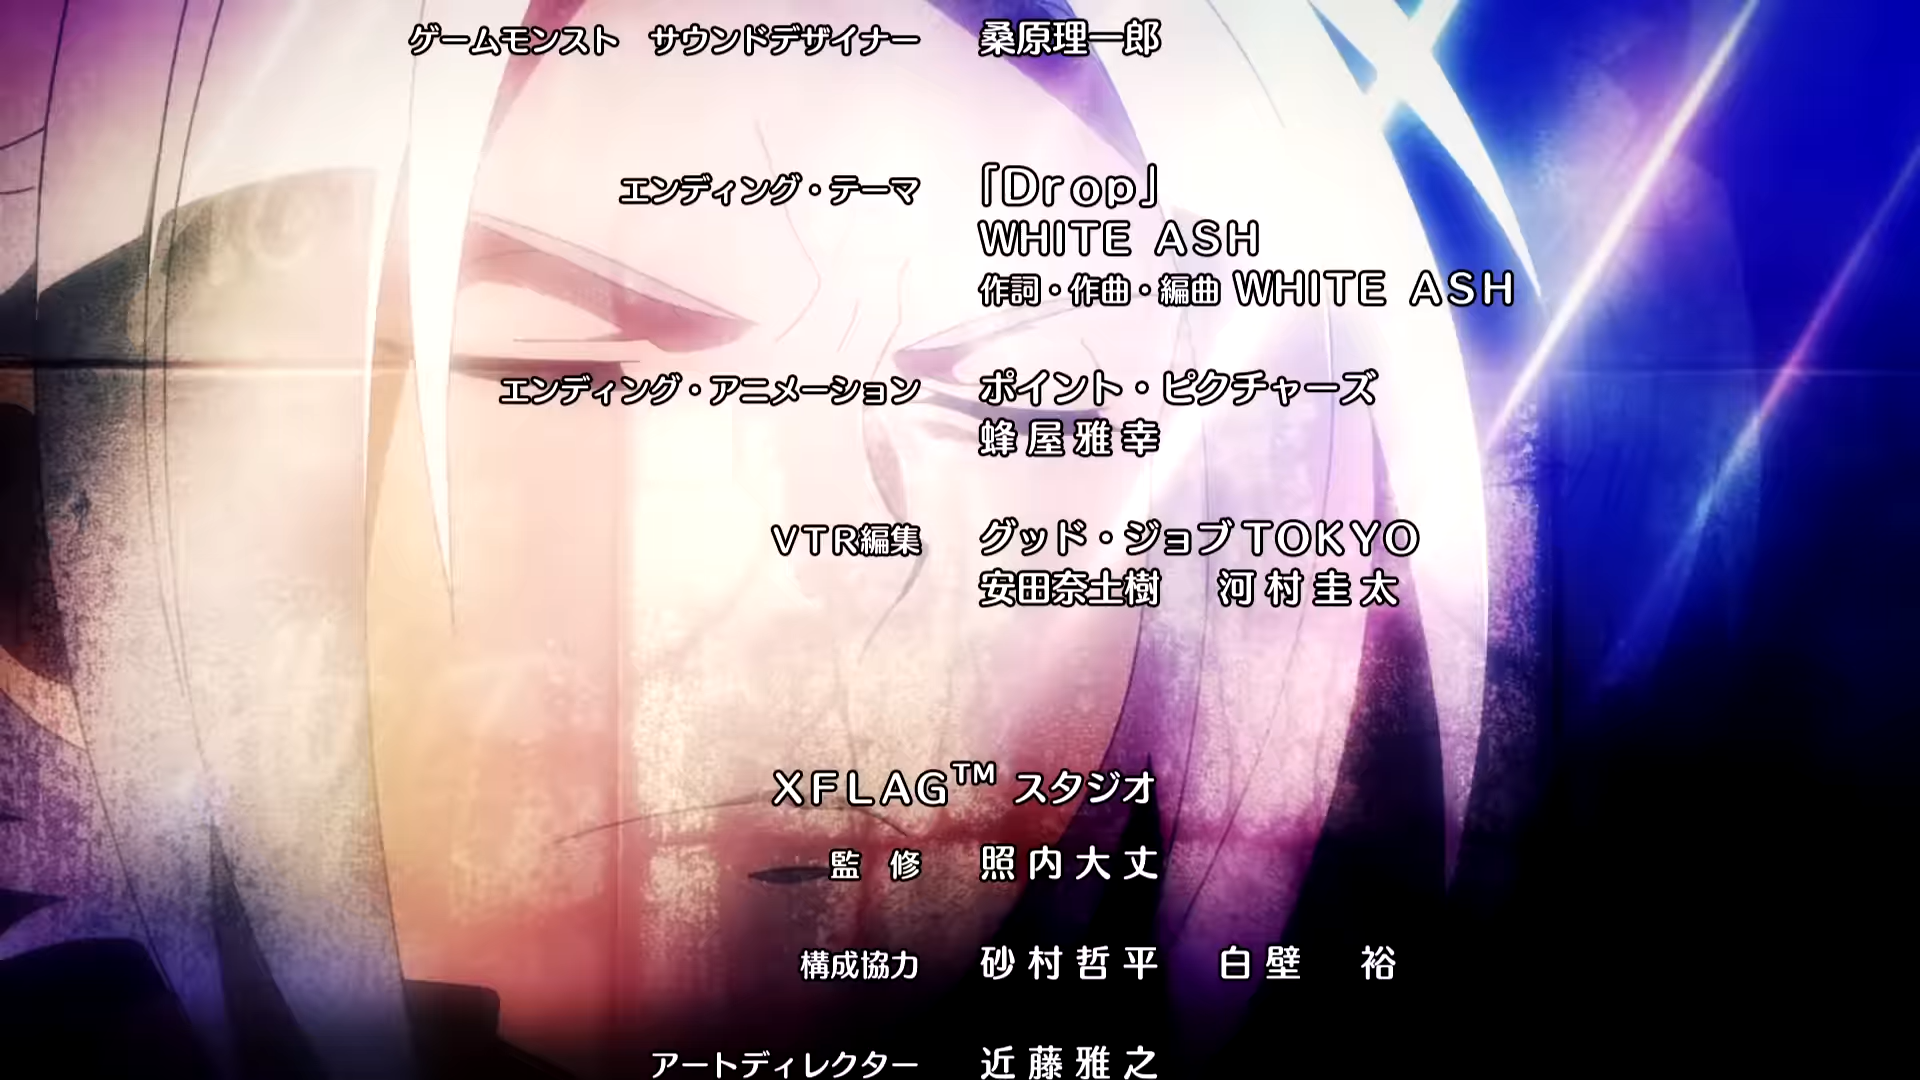 ゲームモンスト　サウンドデザイナー　桑原理一郎
エンディング・テーマ　「Drop」
WHITE ASH
作詞・作曲・編曲 WHITE ASH
エンディング・アニメーション　ポイント・ピクチャーズ
蜂屋雅幸
VTR編集　グッド・ジョブTOKYO
安田奈土樹　河村圭太
XFLAG™ スタジオ
監修　照内大丈
構成協力　砂村哲平　白壁　裕
アートディレクター　近藤雅之